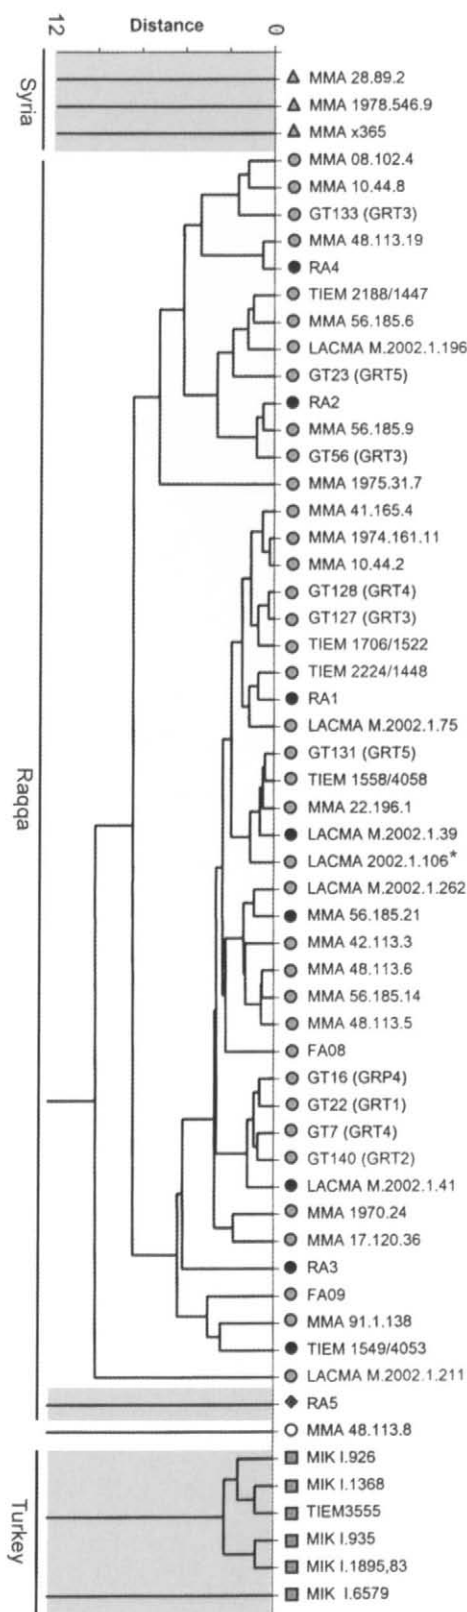 12 Distance 0
Syria
MMA 28.89.2
MMA 1978.546.9
MMA x365
Raqqa
MMA 08.102.4
MMA 10.44.8
GT133 (GRT3)
MMA 48.113.19
RA4
TIEM 2188/1447
MMA 56.185.6
LACMA M.2002.1.196
GT23 (GRT5)
RA2
MMA 56.185.9
GT56 (GRT3)
MMA 1975.31.7
MMA 41.165.4
MMA 1974.161.11
MMA 10.44.2
GT128 (GRT4)
GT127 (GRT3)
TIEM 1706/1522
TIEM 2224/1448
RA1
LACMA M.2002.1.75
GT131 (GRT5)
TIEM 1558/4058
MMA 22.196.1
LACMA M.2002.1.39
LACMA 2002.1.106*
LACMA M.2002.1.262
MMA 56.185.21
MMA 42.113.3
MMA 48.113.6
MMA 56.185.14
MMA 48.113.5
FA08
GT16 (GRP4)
GT22 (GRT1)
GT7 (GRT4)
GT140 (GRT2)
LACMA M.2002.1.41
MMA 1970.24
MMA 17.120.36
RA3
FA09
MMA 91.1.138
TIEM 1549/4053
LACMA M.2002.1.211
RA5
MMA 48.113.8
Turkey
MIK I.926
MIK I.1368
TIEM3555
MIK I.935
MIK I.1895,83
MIK I.6579